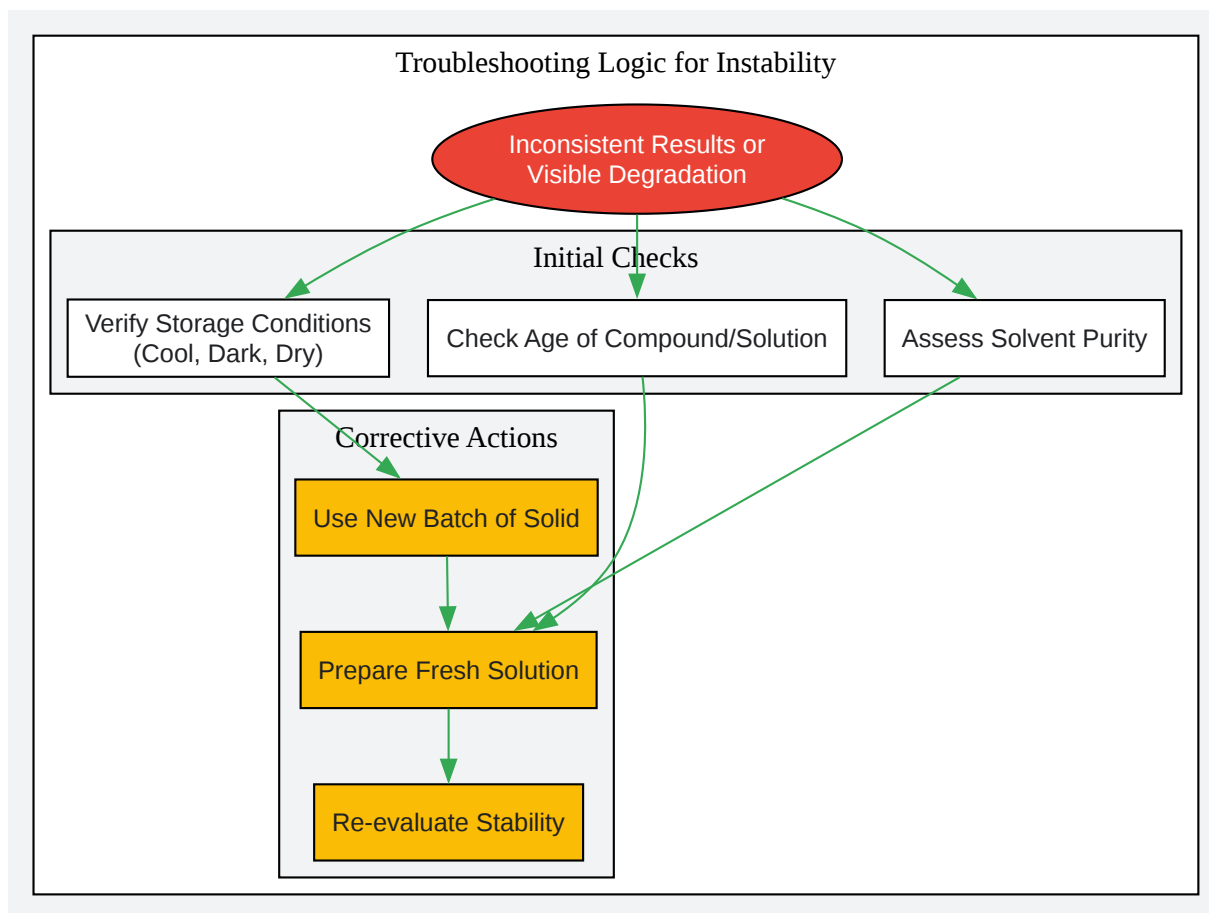 Troubleshooting Logic for Instability
Inconsistent Results or
Visible Degradation
Initial Checks
Verify Storage Conditions
(Cool, Dark, Dry)
Check Age of Compound/Solution
Assess Solvent Purity
Corrective Actions
Use New Batch of Solid
Prepare Fresh Solution
Re-evaluate Stability